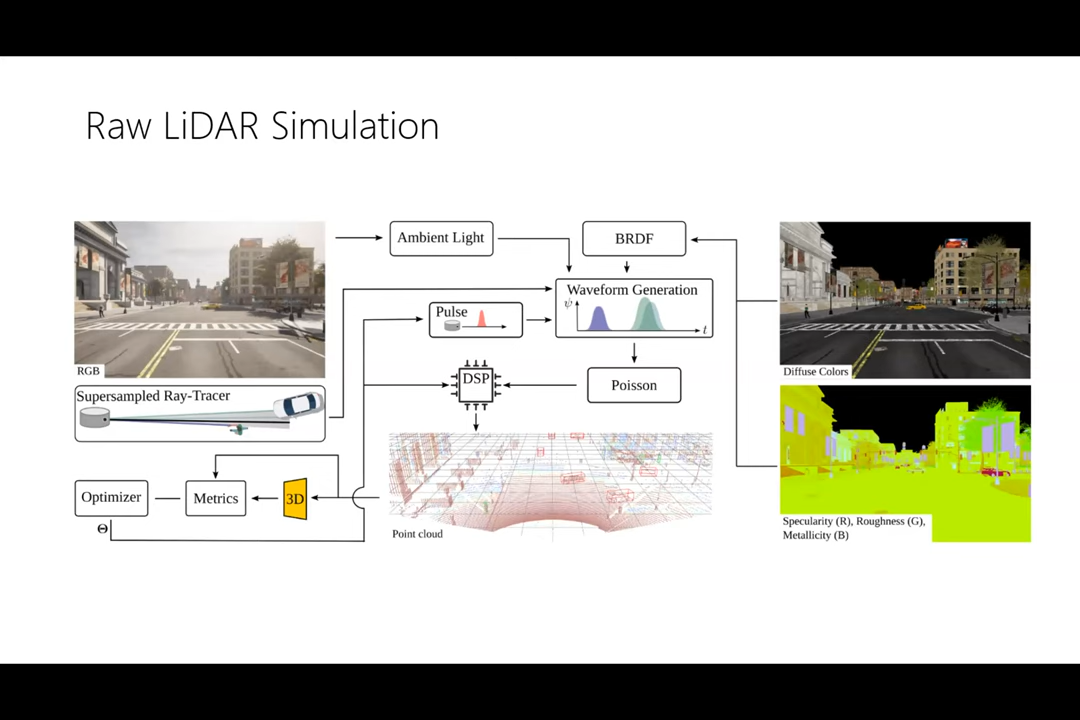 Raw LiDAR Simulation
RGB
Supersampled Ray-Tracer
Ambient Light
BRDF
Waveform Generation
ψ
t
Pulse
DSP
Poisson
Optimizer
Metrics
3D
Θ
Point cloud
Diffuse Colors
Specularity (R), Roughness (G),
Metallicity (B)